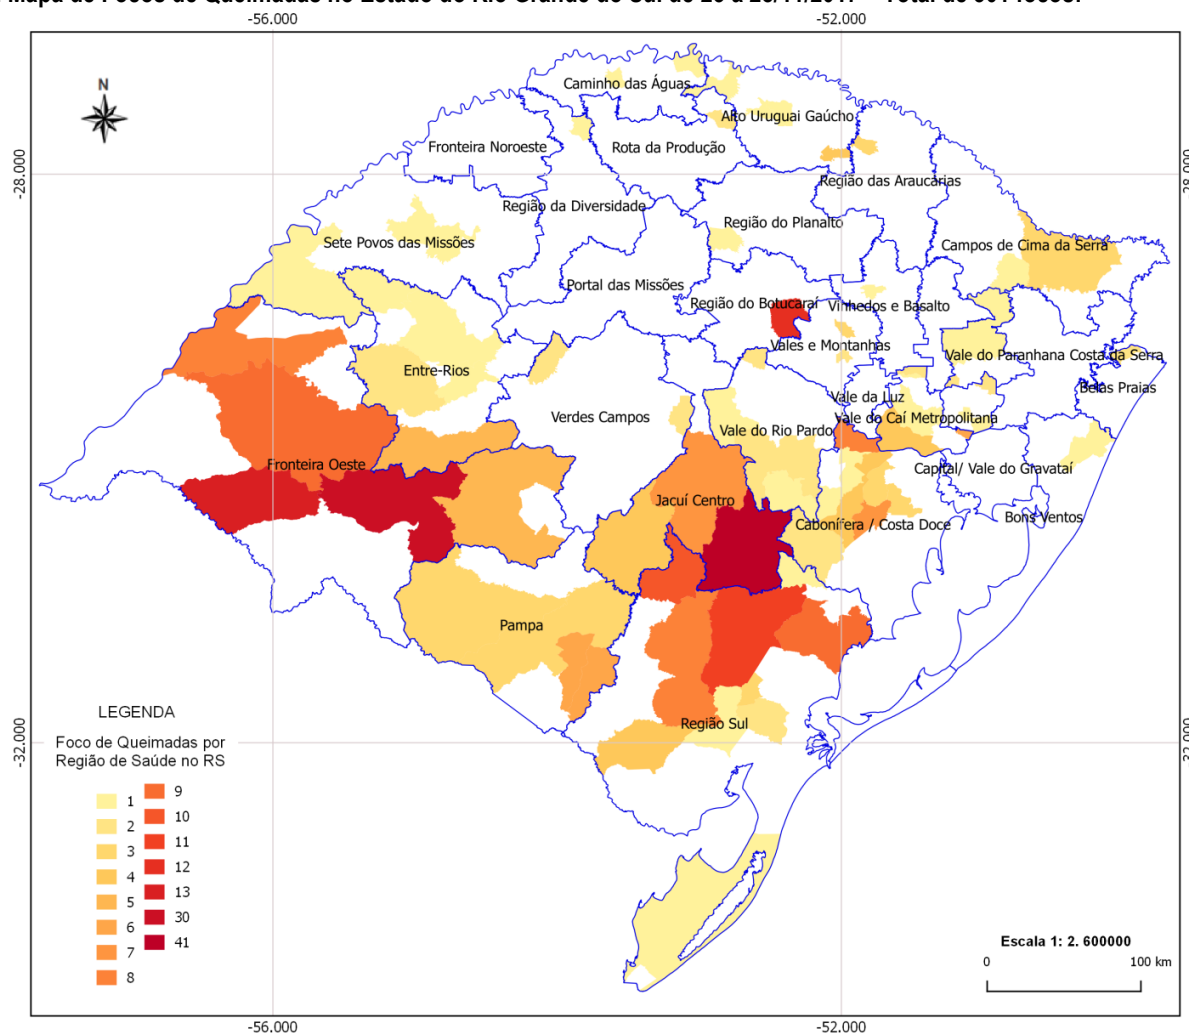 -56.000
-52.000
N
Caminho das Águas
Alto Uruguai Gaúcho
Fronteira Noroeste
Rota da Produção
-28.000
Região das Araucárias
Região da Diversidade
Região do Planalto
Sete Povos das Missões
Campos de Cima da Serra
Portal das Missões
Região do Botucaraí
Vinhedos e Basalto
Vales e Montanhas
Vale do Paranhana Costa da Serra
Entre-Rios
Belas Praias
Vale da Luz
Verdes Campos
Vale do Rio Pardo
Vale do Caí Metropolitana
Fronteira Oeste
Capital/ Vale do Gravataí
Jacuí Centro
Bons Ventos
Cabonífera / Costa Doce
Pampa
Região Sul
-32.000
LEGENDA
Foco de Queimadas por
Região de Saúde no RS
1
2
3
4
5
6
7
8
9
10
11
12
13
30
41
Escala 1: 2. 600000
0
100 km
-56.000
-52.000